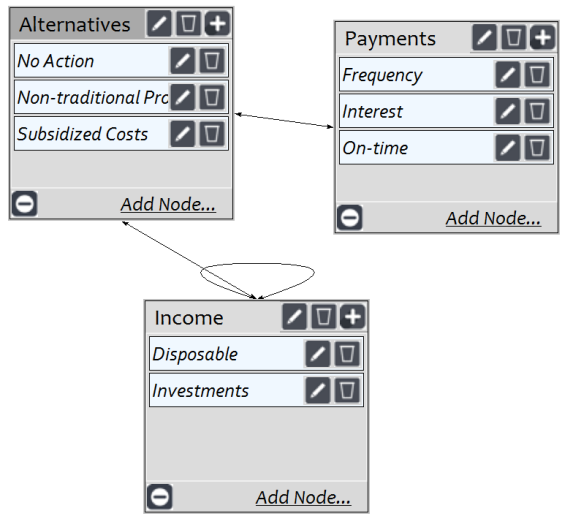 Alternatives
No Action
Non-traditional Pro
Subsidized Costs
Add Node...
Payments
Frequency
Interest
On-time
Add Node...
Income
Disposable
Investments
Add Node...